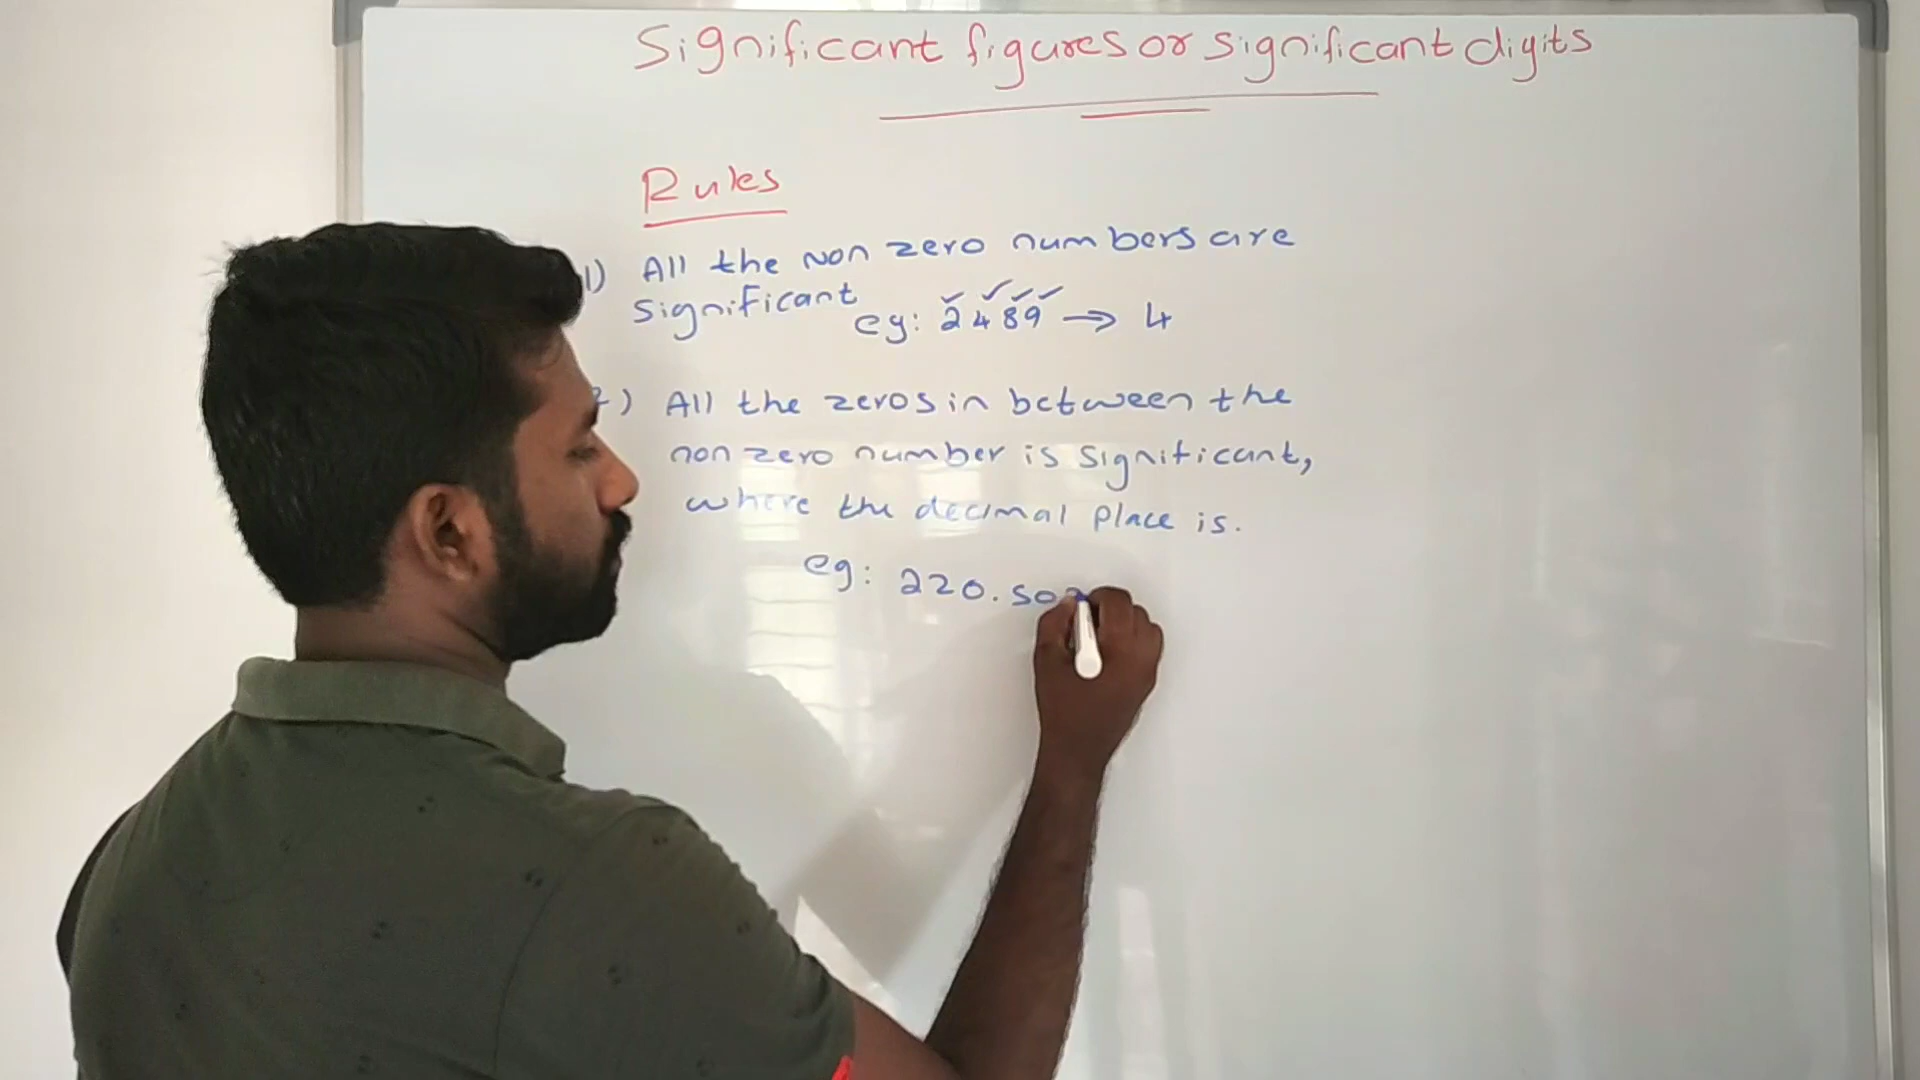 Significant figures or significant digits
Rules
1) All the non zero numbers are
significant
eg: 2489 → 4
2) All the zeros in between the
non zero number is significant,
where the decimal place is.
eg: 220.50